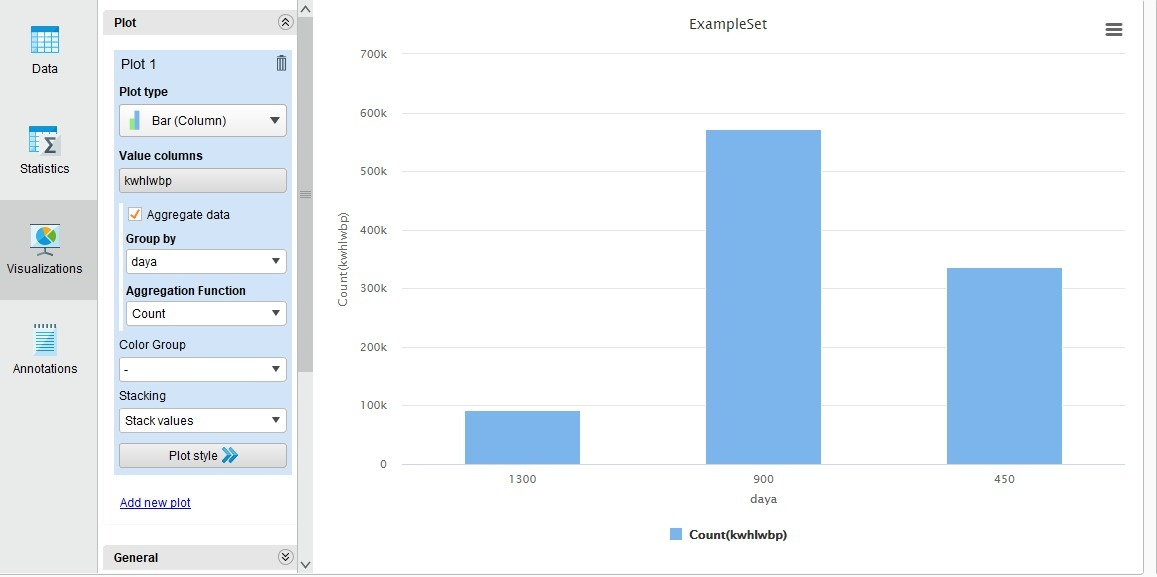 Data
Statistics
Visualizations
Annotations
Plot
Plot 1
Plot type
Bar (Column)
Value columns
kwhlwbp
Aggregate data
Group by
daya
Aggregation Function
Count
Color Group
-
Stacking
Stack values
Plot style
Add new plot
General
ExampleSet
700k
600k
500k
400k
300k
200k
100k
0
Count(kwhlwbp)
1300 900 450
daya
Count(kwhlwbp)